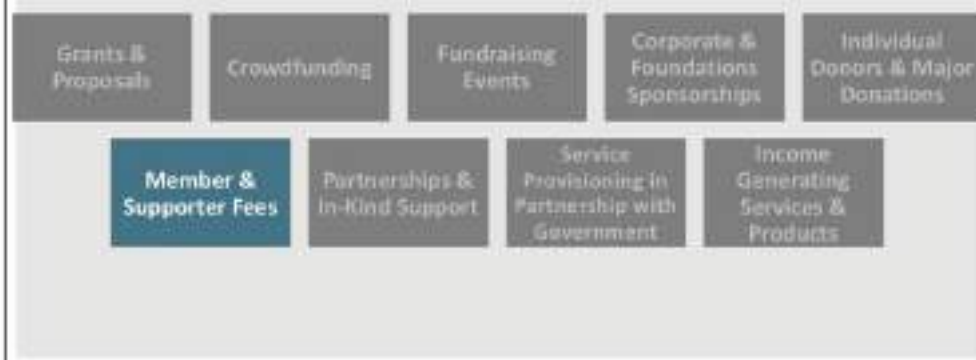 Grants &
Proposals
Crowdfunding
Fundraising
Events
Corporate &
Foundations
Sponsorships
Individual
Donors & Major
Donations
Member &
Supporter Fees
Partnerships &
In-Kind Support
Service
Provisioning in
Partnership with
Government
Income
Generating
Services &
Products